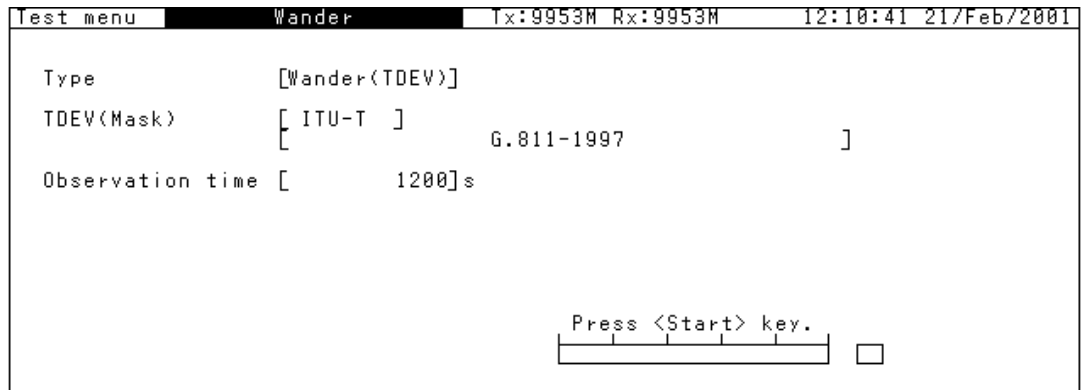 Test menu Wander Tx:9953M Rx:9953M 12:10:41 21/Feb/2001
Type [Wander(TDEV)]
TDEV(Mask) [ ITU-T ]
[ G.811-1997 ]
Observation time [ 1200]s
Press <Start> key.